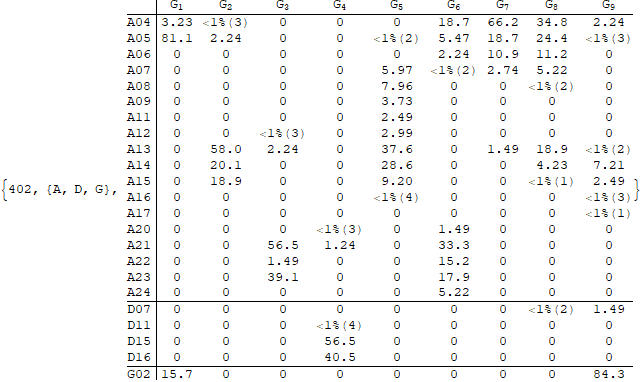 G1 G2 G3 G4 G5 G6 G7 G8 G9
A04 3.23 <1%(3) 0 0 0 18.7 66.2 34.8 2.24
A05 81.1 2.24 0 0 <1%(2) 5.47 18.7 24.4 <1%(3)
A06 0 0 0 0 0 2.24 10.9 11.2 0
A07 0 0 0 0 5.97 <1%(2) 2.74 5.22 0
A08 0 0 0 0 7.96 0 0 <1%(2) 0
A09 0 0 0 0 3.73 0 0 0 0
A11 0 0 0 0 2.49 0 0 0 0
A12 0 0 <1%(3) 0 2.99 0 0 0 0
A13 0 58.0 2.24 0 37.6 0 1.49 18.9 <1%(2)
A14 0 20.1 0 0 28.6 0 0 4.23 7.21
A15 0 18.9 0 0 9.20 0 0 <1%(1) 2.49
{402, {A, D, G}, A16 0 0 0 0 <1%(4) 0 0 0 <1%(3) }
A17 0 0 0 0 0 0 0 0 <1%(1)
A20 0 0 0 <1%(3) 0 1.49 0 0 0
A21 0 0 56.5 1.24 0 33.3 0 0 0
A22 0 0 1.49 0 0 15.2 0 0 0
A23 0 0 39.1 0 0 17.9 0 0 0
A24 0 0 0 0 0 5.22 0 0 0
D07 0 0 0 0 0 0 0 <1%(2) 1.49
D11 0 0 0 <1%(4) 0 0 0 0 0
D15 0 0 0 56.5 0 0 0 0 0
D16 0 0 0 40.5 0 0 0 0 0
G02 15.7 0 0 0 0 0 0 0 84.3